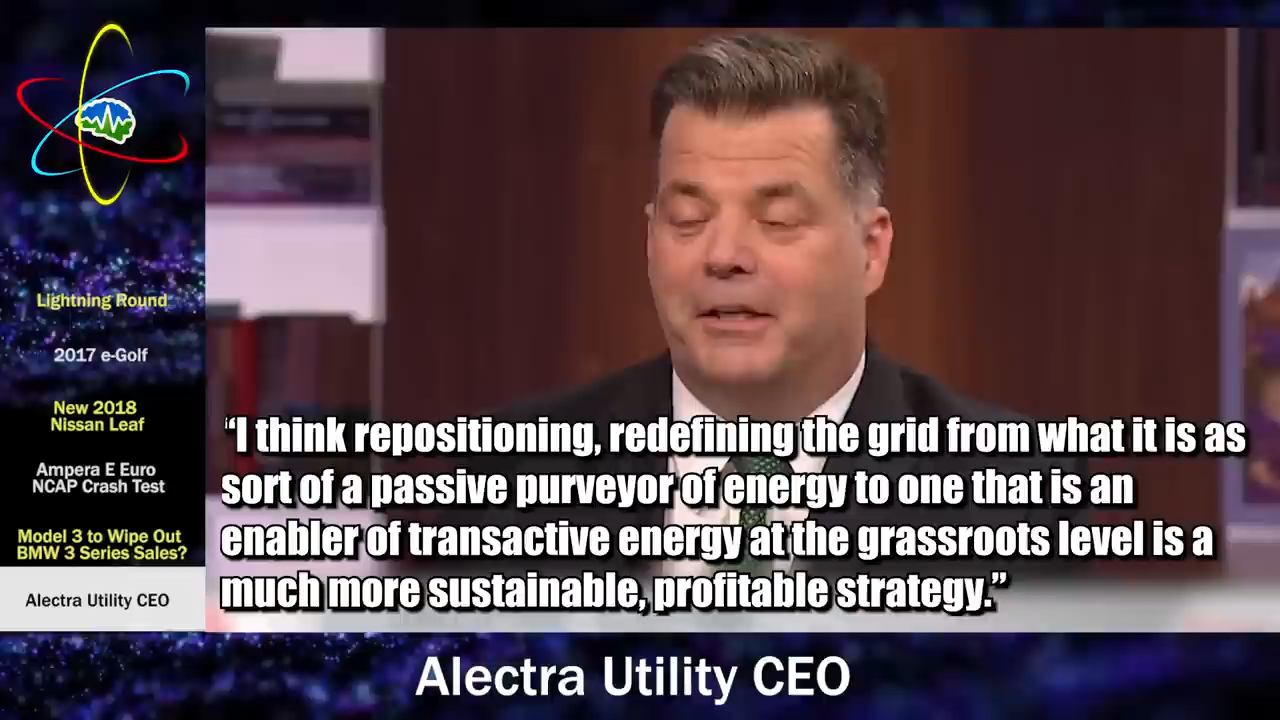 Lightning Round
2017 e-Golf
New 2018
Nissan Leaf
Ampera E Euro
NCAP Crash Test
Model 3 to Wipe Out
BMW 3 Series Sales?
Alectra Utility CEO
“I think repositioning, redefining the grid from what it is as
sort of a passive purveyor of energy to one that is an
enabler of transactive energy at the grassroots level is a
much more sustainable, profitable strategy.”
Alectra Utility CEO